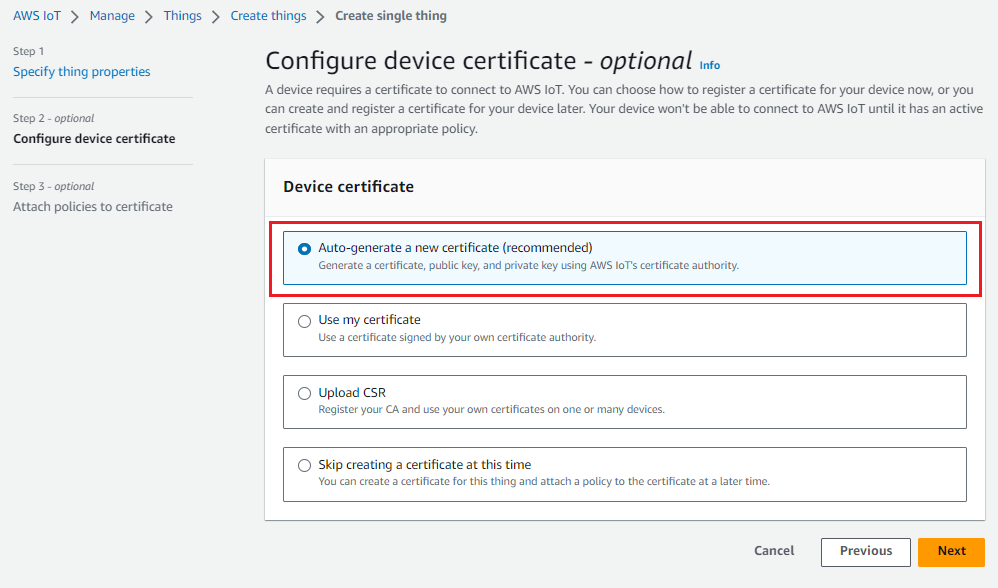 AWS IoT > Manage > Things > Create things > Create single thing
Step 1
Specify thing properties
Step 2 - optional
Configure device certificate
Step 3 - optional
Attach policies to certificate
Configure device certificate - optional Info
A device requires a certificate to connect to AWS IoT. You can choose how to register a certificate for your device now, or you
can create and register a certificate for your device later. Your device won't be able to connect to AWS IoT until it has an active
certificate with an appropriate policy.
Device certificate
Auto-generate a new certificate (recommended)
Generate a certificate, public key, and private key using AWS IoT's certificate authority.
Use my certificate
Use a certificate signed by your own certificate authority.
Upload CSR
Register your CA and use your own certificates on one or many devices.
Skip creating a certificate at this time
You can create a certificate for this thing and attach a policy to the certificate at a later time.
Cancel Previous Next